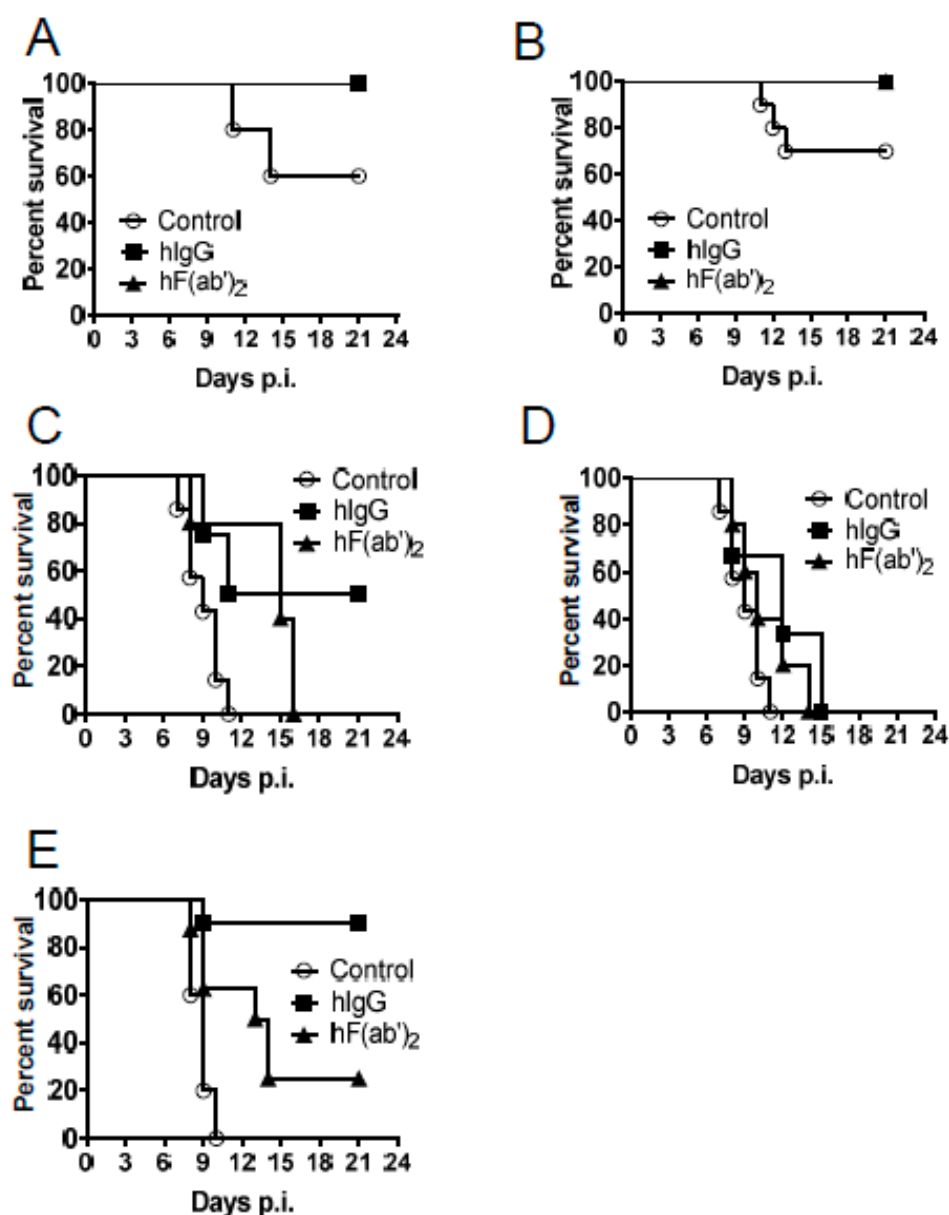 A
Percent survival
100
80
60
40
20
0
Control
hIgG
hF(ab')2
0 3 6 9 12 15 18 21 24
Days p.i.
B
Percent survival
100
80
60
40
20
0
Control
hIgG
hF(ab')2
0 3 6 9 12 15 18 21 24
Days p.i.
C
Percent survival
100
80
60
40
20
0
Control
hIgG
hF(ab')2
0 3 6 9 12 15 18 21 24
Days p.i.
D
Percent survival
100
80
60
40
20
0
Control
hIgG
hF(ab')2
0 3 6 9 12 15 18 21 24
Days p.i.
E
Percent survival
100
80
60
40
20
0
Control
hIgG
hF(ab')2
0 3 6 9 12 15 18 21 24
Days p.i.